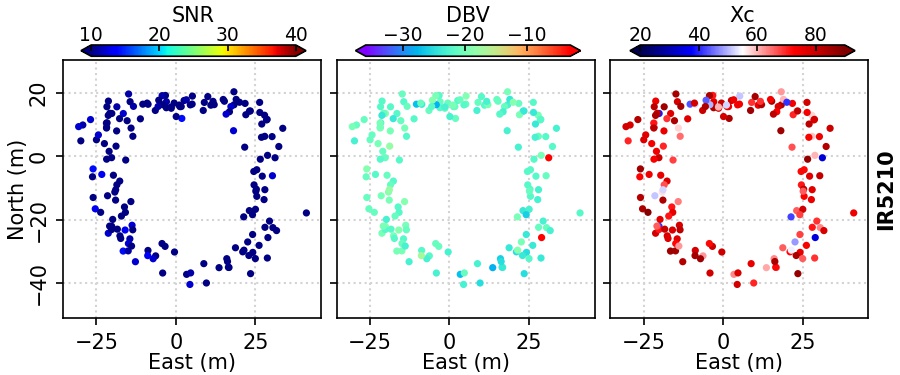 SNR DBV Xc
10 20 30 40 −30 −20 −10 20 40 60 80
20
0
−20
−40
North (m)
IR5210
−25 0 25 −25 0 25 −25 0 25
East (m) East (m) East (m)